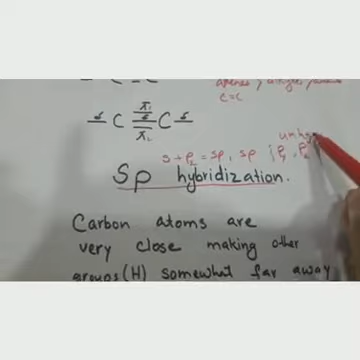 C=C
π₁
σ C σ C σ
π₂
s + p = sp, sp
Sp hybridization.
Carbon atoms are
very close making other
groups (H) somewhat far away